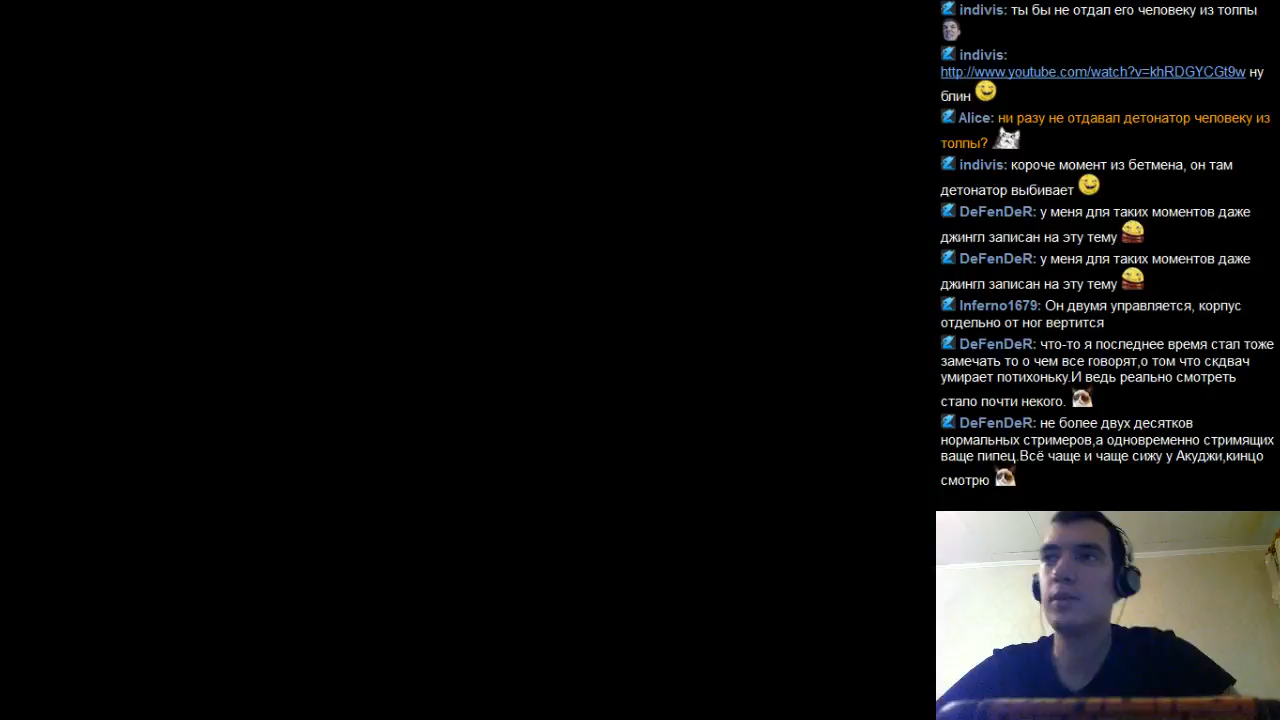 indivis: ты бы не отдал его человеку из толпы
indivis:
http://www.youtube.com/watch?v=khRDGYCGt9w ну
блин
Alice: ни разу не отдавал детонатор человеку из
толпы?
indivis: короче момент из бетмена, он там
детонатор выбивает
DeFenDeR: у меня для таких моментов даже
джингл записан на эту тему
DeFenDeR: у меня для таких моментов даже
джингл записан на эту тему
Inferno1679: Он двумя управляется, корпус
отдельно от ног вертится
DeFenDeR: что-то я последнее время стал тоже
замечать то о чем все говорят,о том что скдвач
умирает потихоньку.И ведь реально смотреть
стало почти некого.
DeFenDeR: не более двух десятков
нормальных стримеров,а одновременно стримящих
ваще пипец.Всё чаще и чаще сижу у Акуджи,кинцо
смотрю